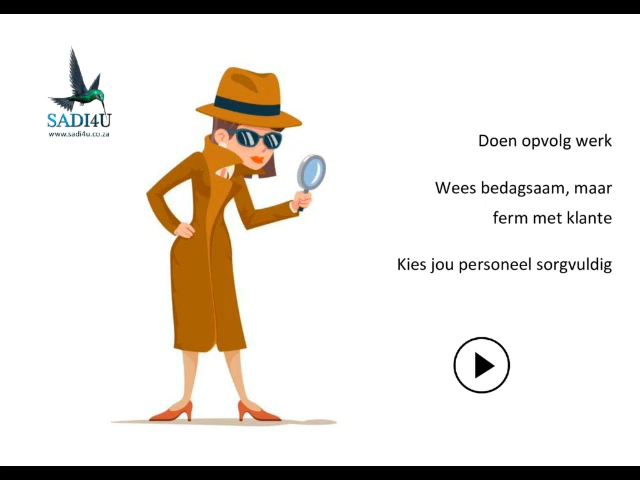 SADI4U
www.sadi4u.co.za
Doen opvolg werk
Wees bedagsaam, maar
ferm met klante
Kies jou personeel sorgvuldig